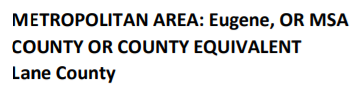 METROPOLITAN AREA: Eugene, OR MSA
COUNTY OR COUNTY EQUIVALENT
Lane County